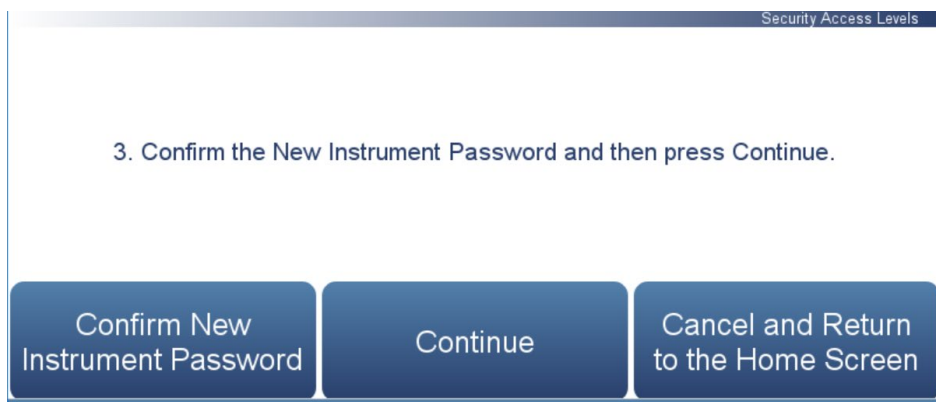 Security Access Levels
3. Confirm the New Instrument Password and then press Continue.
Confirm New
Instrument Password
Continue
Cancel and Return
to the Home Screen